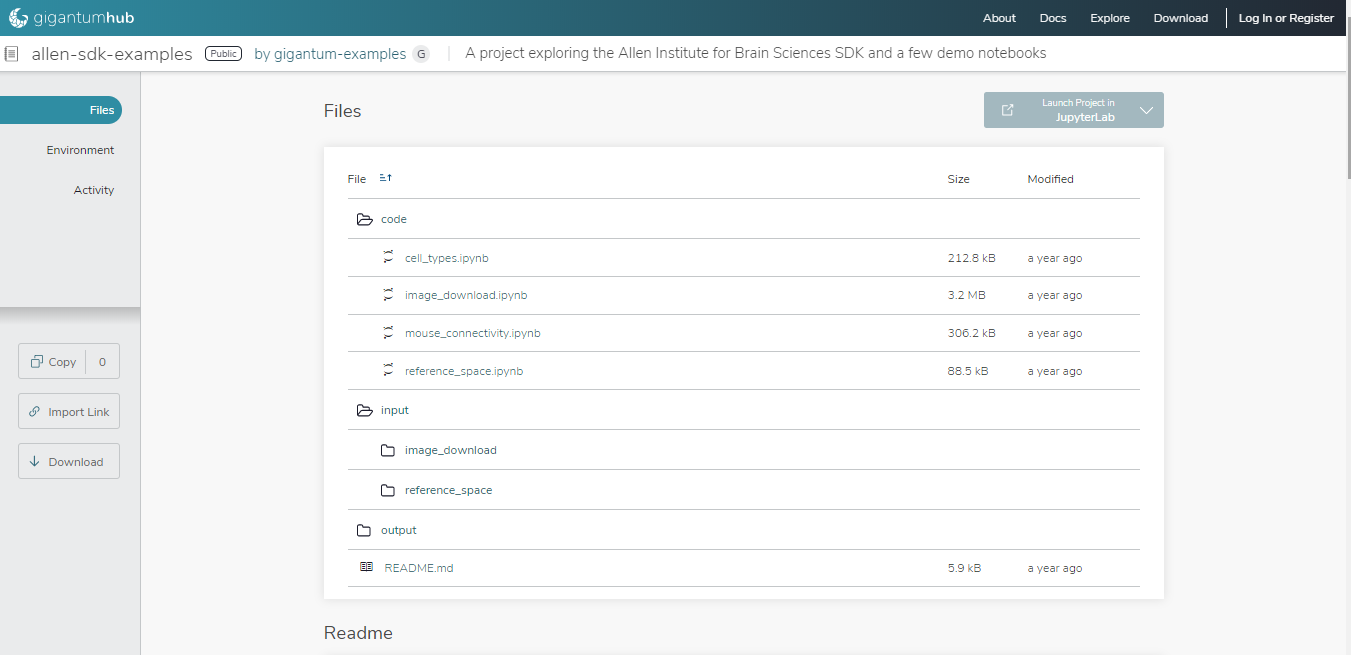 gigantumhub About Docs Explore Download Log In or Register
allen-sdk-examples Public by gigantum-examples G A project exploring the Allen Institute for Brain Sciences SDK and a few demo notebooks
Files
Environment
Activity
Copy 0
Import Link
Download
Files
Launch Project in
JupyterLab
File Size Modified
code
cell_types.ipynb 212.8 kB a year ago
image_download.ipynb 3.2 MB a year ago
mouse_connectivity.ipynb 306.2 kB a year ago
reference_space.ipynb 88.5 kB a year ago
input
image_download
reference_space
output
README.md 5.9 kB a year ago
Readme